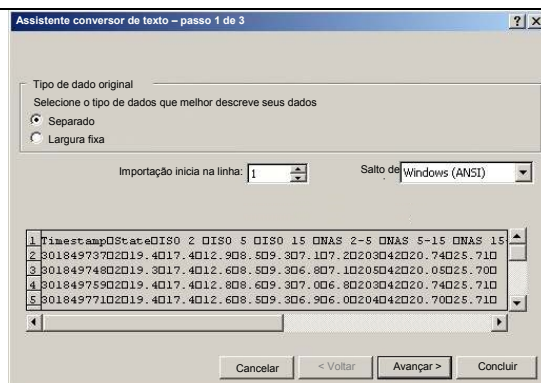 Assistente conversor de texto – passo 1 de 3
Tipo de dado original
Selecione o tipo de dados que melhor descreve seus dados
Separado
Largura fixa
Importação inicia na linha: 1 Salto de Windows (ANSI)
1 Timestamp□State□ISO 2 □ISO 5 □ISO 15 □NAS 2-5 □NAS 5-15 □NAS 15-
2 301849737□2□19.4□17.4□12.9□8.5□9.3□7.1□7.2□203□42□20.74□25.71□
3 301849748□2□19.3□17.4□12.6□8.5□9.3□6.8□7.1□205□42□20.05□25.70□
4 301849759□2□19.4□17.4□12.8□8.6□9.3□7.0□6.8□203□42□20.74□25.71□
5 301849771□2□19.4□17.4□12.6□8.5□9.3□6.9□6.0□204□42□20.70□25.71□
Cancelar < Voltar Avançar > Concluir